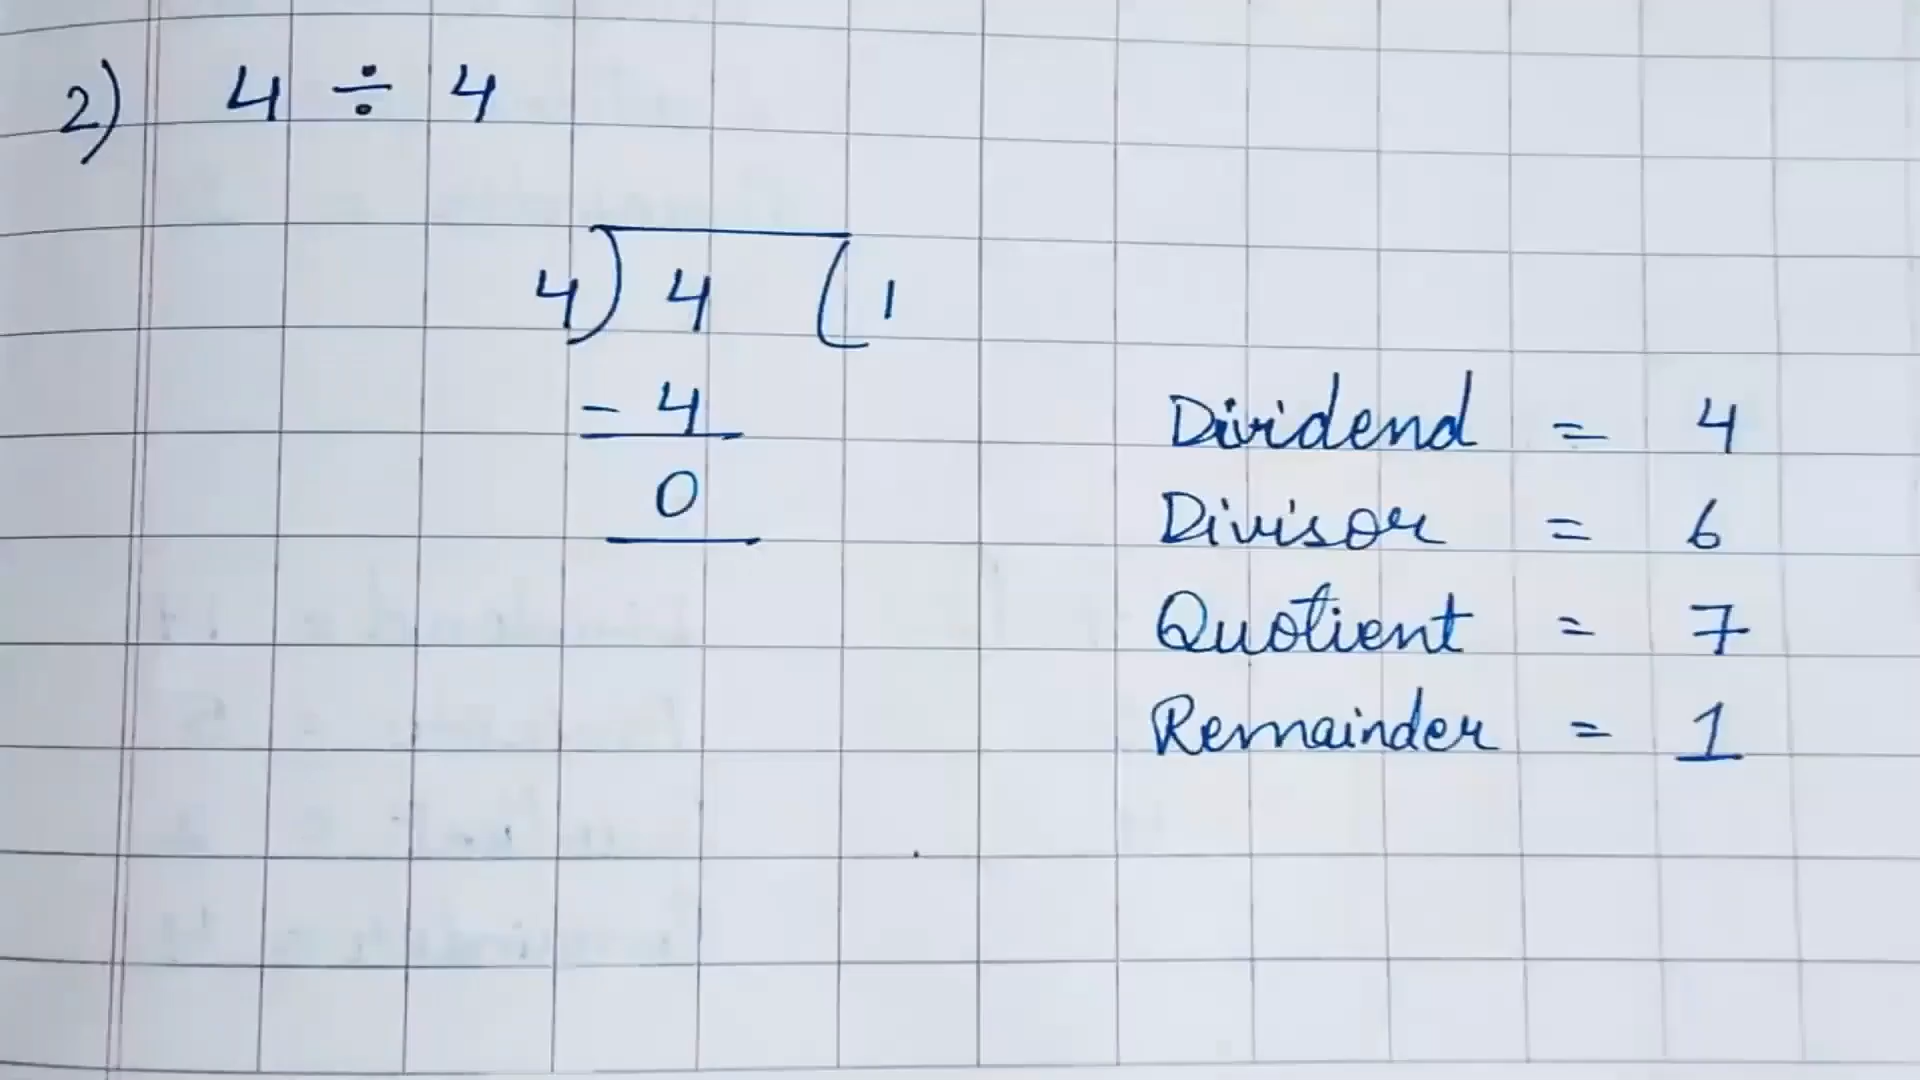 2) 4 ÷ 4
4) 4 ( 1
- 4
0
Dividend = 4
Divisor = 6
Quotient = 7
Remainder = 1